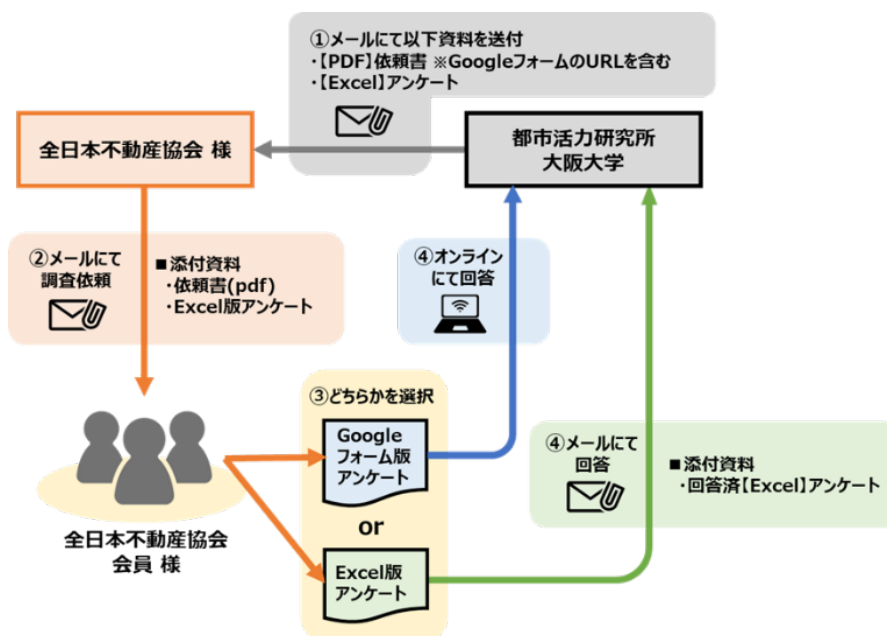 ①メールにて以下資料を送付
・【PDF】依頼書 ※GoogleフォームのURLを含む
・【Excel】アンケート
全日本不動産協会 様
都市活力研究所
大阪大学
②メールにて
調査依頼
■添付資料
・依頼書(pdf)
・Excel版アンケート
④オンライン
にて回答
③どちらかを選択
Google
フォーム版
アンケート
or
Excel版
アンケート
全日本不動産協会
会員 様
④メールにて
回答
■添付資料
・回答済【Excel】アンケート